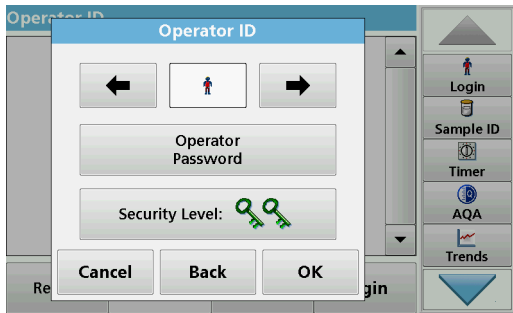 Operator ID
Operator ID
Operator
Password
Security Level:
Cancel
Back
OK
Login
Sample ID
Timer
AQA
Trends